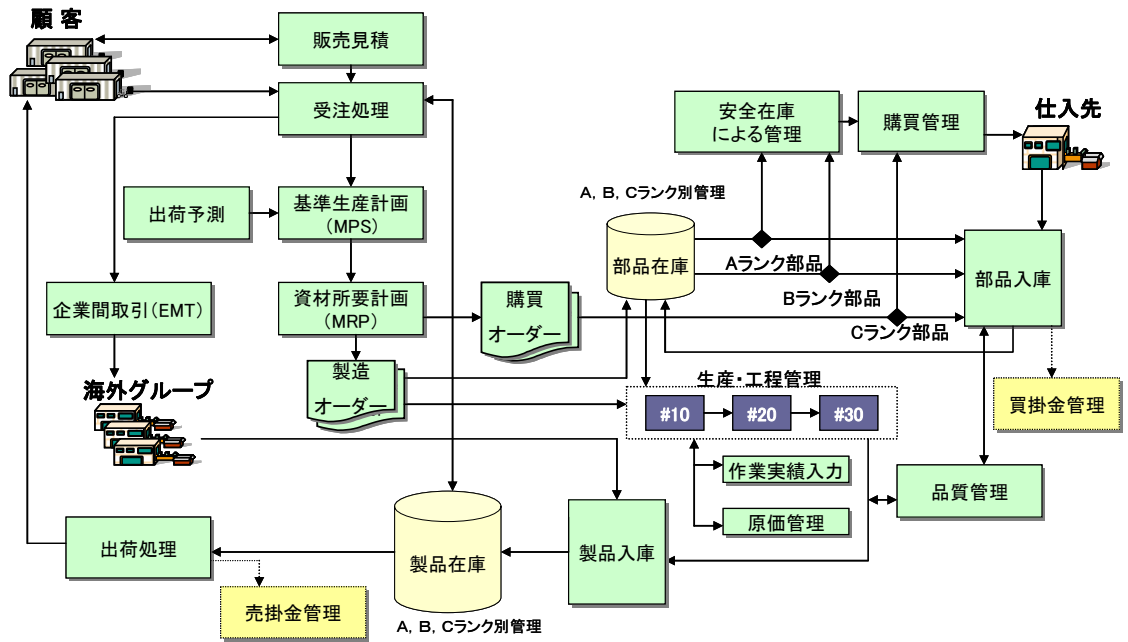 顧 客
販売見積
受注処理
安全在庫
による管理
購買管理
仕入先
A, B, Cランク別管理
出荷予測
基準生産計画
(MPS)
部品在庫
Aランク部品
部品入庫
Bランク部品
企業間取引(EMT)
資材所要計画
(MRP)
購買
オーダー
Cランク部品
製造
オーダー
生産・工程管理
海外グループ
#10
#20
#30
買掛金管理
作業実績入力
品質管理
原価管理
出荷処理
製品在庫
製品入庫
売掛金管理
A, B, Cランク別管理